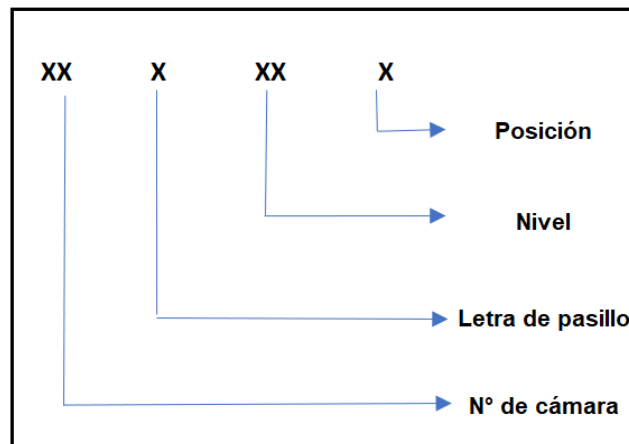 XX X XX X
Posición
Nivel
Letra de pasillo
N° de cámara